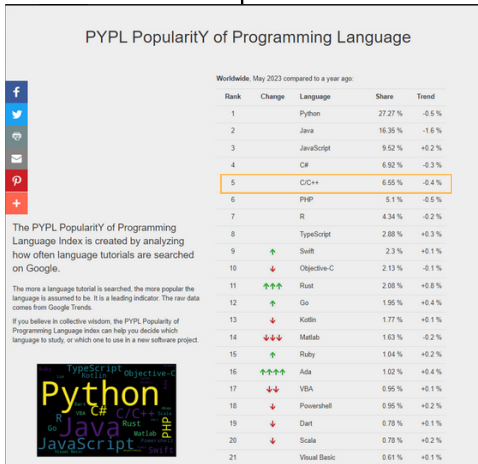 PYPL PopularitY of Programming Language
Worldwide, May 2023 compared to a year ago:
Rank Change Language Share Trend
1 Python 27.27 % -0.5 %
2 Java 16.35 % -1.6 %
3 JavaScript 9.52 % +0.2 %
4 C# 6.92 % -0.3 %
5 C/C++ 6.55 % -0.4 %
6 PHP 5.1 % -0.5 %
7 R 4.34 % -0.2 %
8 TypeScript 2.88 % +0.3 %
9 ↑ Swift 2.3 % +0.1 %
10 ↓ Objective-C 2.13 % -0.1 %
11 ↑↑↑ Rust 2.08 % +0.8 %
12 ↑ Go 1.95 % +0.4 %
13 ↓ Kotlin 1.77 % +0.1 %
14 ↓↓↓ Matlab 1.63 % -0.2 %
15 ↑ Ruby 1.04 % +0.2 %
16 ↑↑↑↑ Ada 1.02 % +0.4 %
17 ↓↓ VBA 0.95 % +0.1 %
18 ↓ Powershell 0.95 % +0.2 %
19 ↓ Dart 0.78 % +0.1 %
20 ↓ Scala 0.78 % +0.2 %
21 Visual Basic 0.61 % +0.1 %
The PYPL PopularitY of Programming
Language Index is created by analyzing
how often language tutorials are searched
on Google.
The more a language tutorial is searched, the more popular the
language is assumed to be. It is a leading indicator. The raw data
comes from Google Trends.
If you believe in collective wisdom, the PYPL Popularity of
Programming Language index can help you decide which
language to study, or which one to use in a new software project.
Ruby TypeScript
Kotlin Objective-C
Python
R VBA C# C/C++
Go Java Rust PHP
Matlab
JavaScript Powershell
Swift